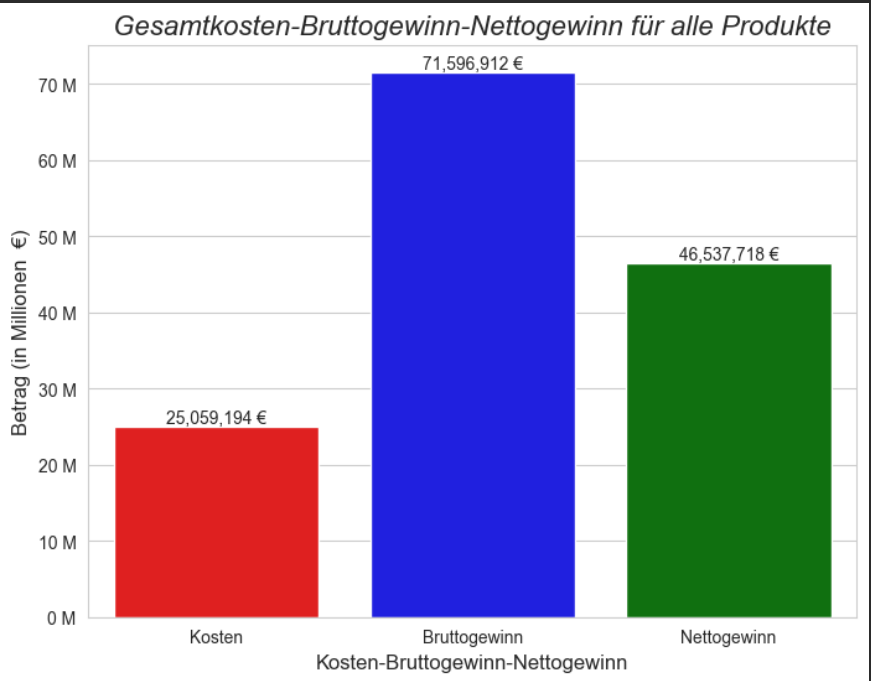 Gesamtkosten-Bruttogewinn-Nettogewinn für alle Produkte
71,596,912 €
70 M
60 M
50 M
46,537,718 €
40 M
30 M
25,059,194 €
20 M
10 M
0 M
Betrag (in Millionen  €)
Kosten
Bruttogewinn
Nettogewinn
Kosten-Bruttogewinn-Nettogewinn